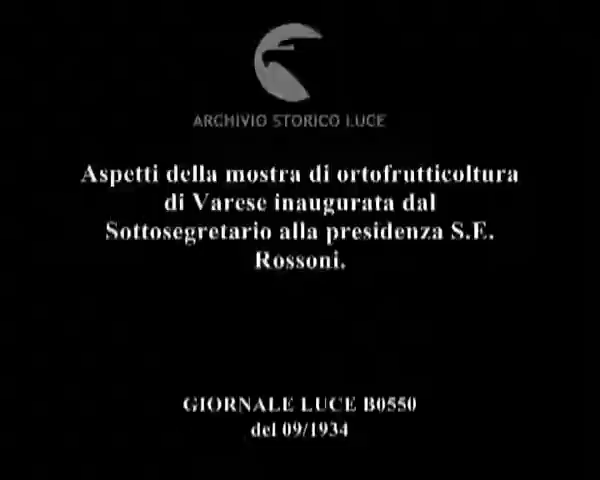 ARCHIVIO STORICO LUCE
Aspetti della mostra di ortofrutticoltura
di Varese inaugurata dal
Sottosegretario alla presidenza S.E.
Rossoni.
GIORNALE LUCE B0550
del 09/1934